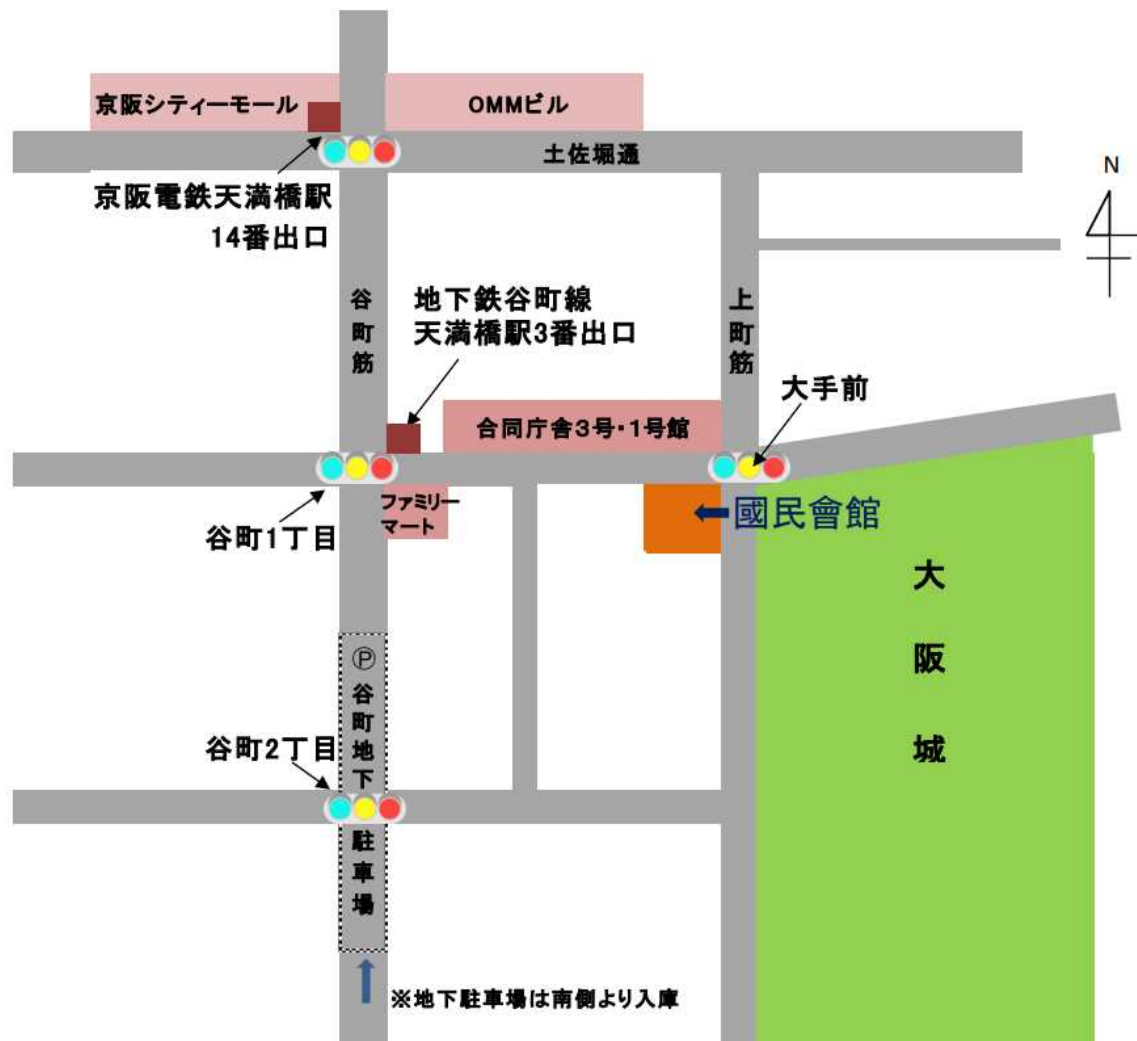 京阪シティーモール
OMMビル
土佐堀通
N
京阪電鉄天満橋駅
14番出口
谷町筋
地下鉄谷町線
天満橋駅3番出口
上町筋
大手前
合同庁舎3号・1号館
ファミリー
マート
國民會館
谷町1丁目
大阪城
Ⓟ谷町地下駐車場
谷町2丁目
※地下駐車場は南側より入庫